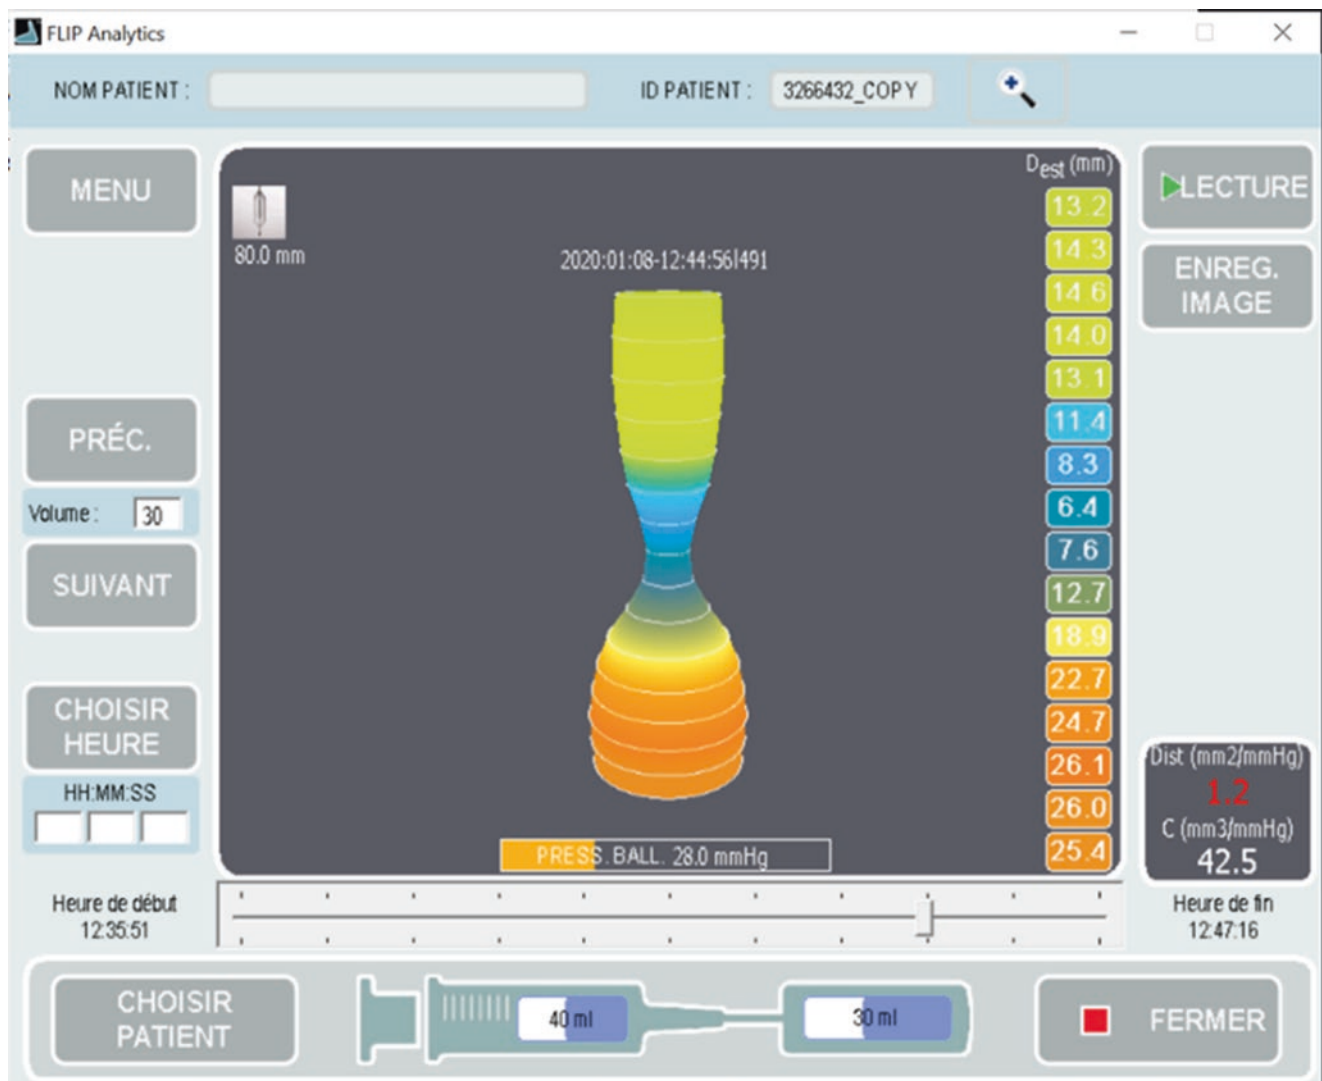 FLIP Analytics
NOM PATIENT :
ID PATIENT :
3266432_COPY
MENU
80.0 mm
2020:01:08-12:44:56|491
Dest (mm)
13.2
14.3
14.6
14.0
13.1
11.4
8.3
6.4
7.6
12.7
18.9
22.7
24.7
26.1
26.0
25.4
LECTURE
ENREG.
IMAGE
PRÉC.
Volume :
30
SUIVANT
CHOISIR
HEURE
HH:MM:SS
PRESS. BALL. 28.0 mmHg
Dist (mm2/mmHg)
1.2
C (mm3/mmHg)
42.5
Heure de début
12:35:51
Heure de fin
12:47:16
CHOISIR
PATIENT
40 ml
30 ml
FERMER